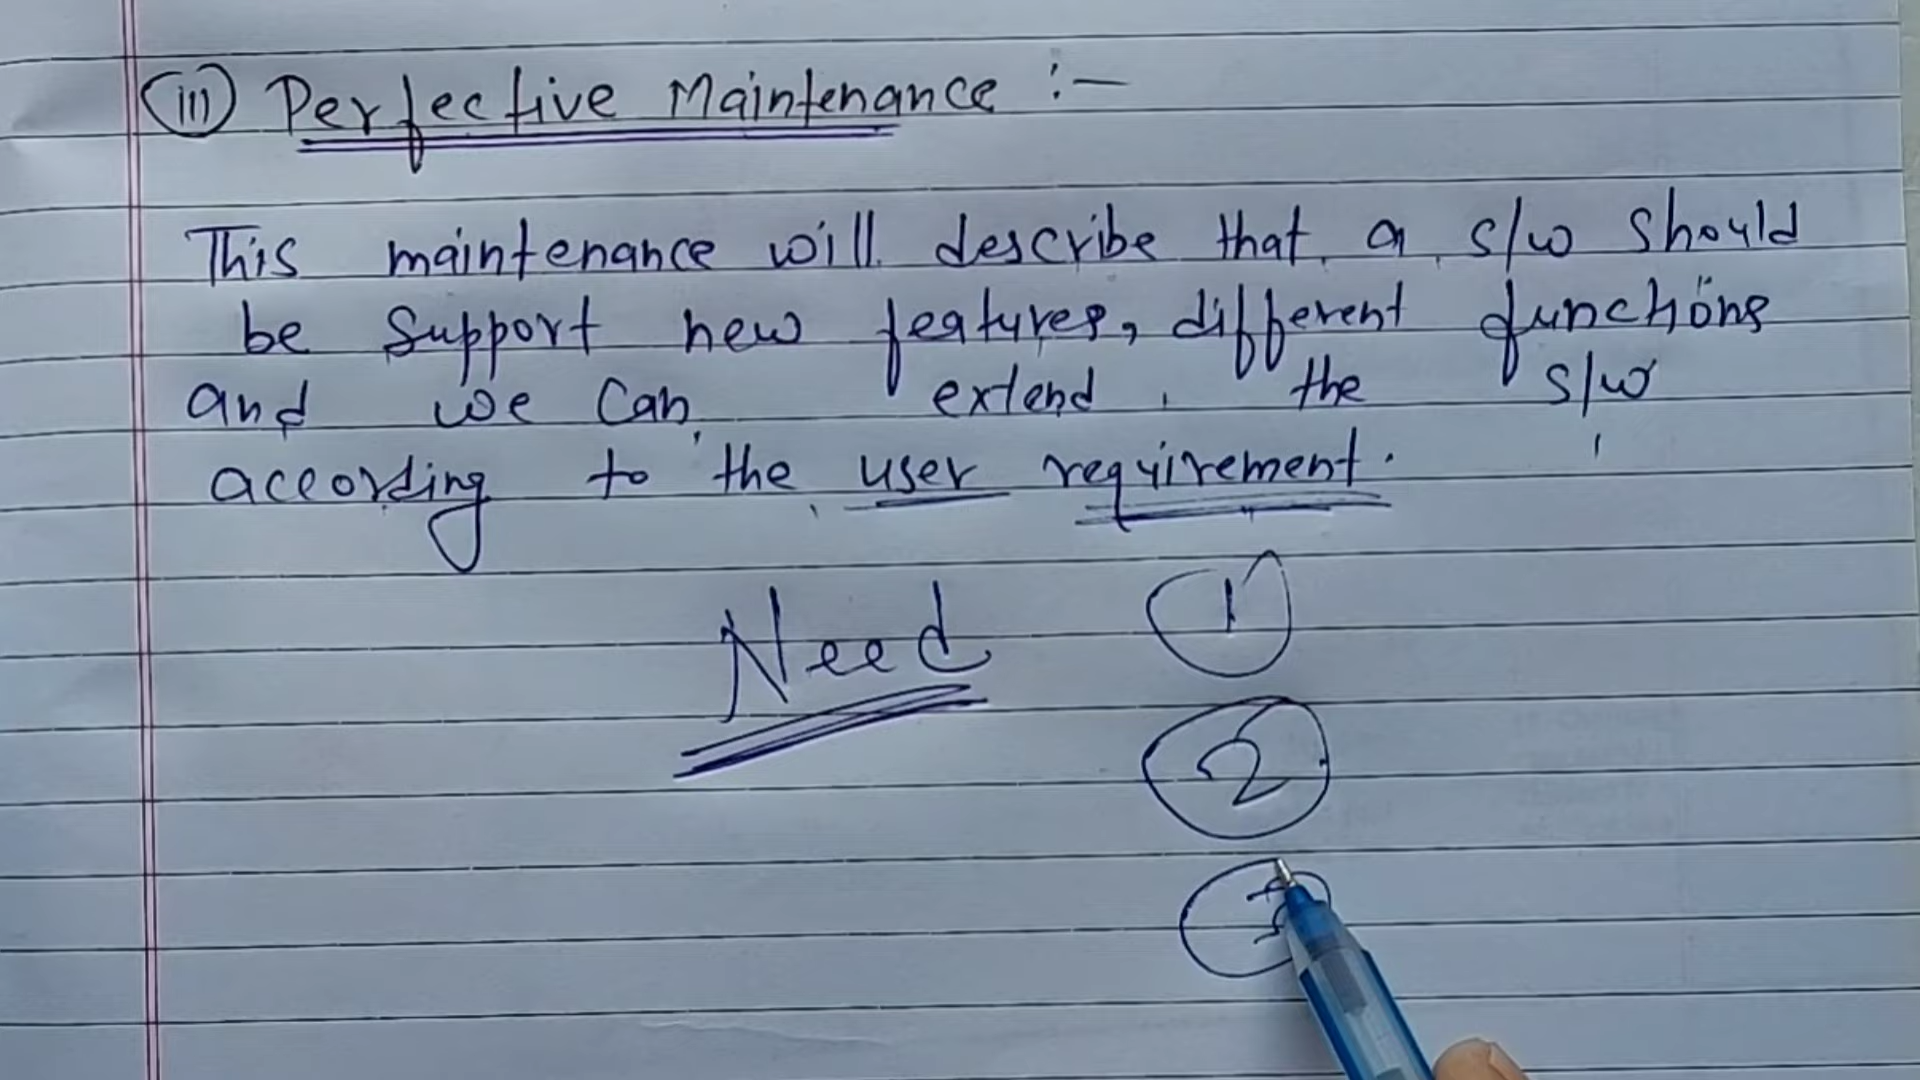 (iii) Perfective Maintenance :-
This maintenance will describe that a s/w should
be support new features, different functions
and we can extend the s/w
according to the user requirement.
Need
1
2
3